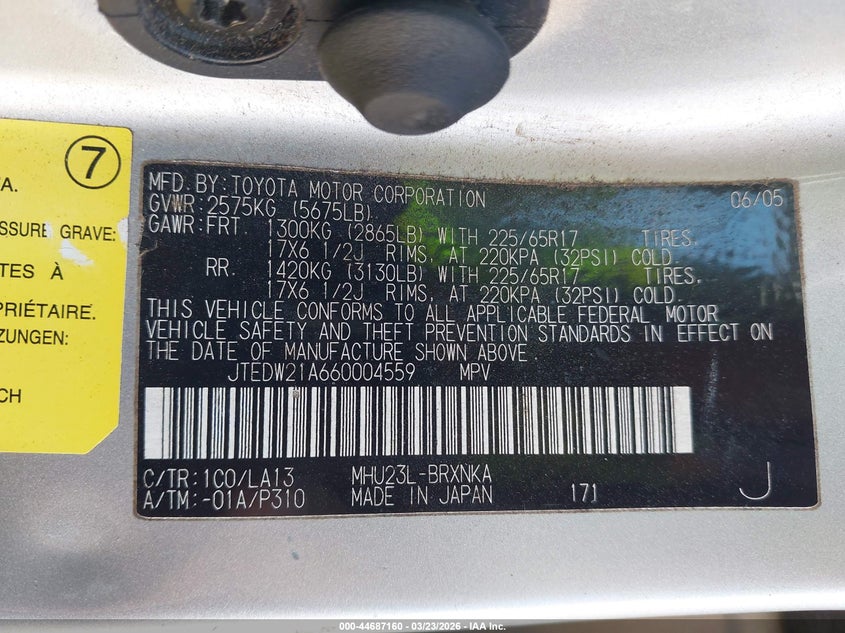 7
A.
SSURE GRAVE:
TES À
PRIÉTAIRE.
ZUNGEN:
CH
MFD. BY: TOYOTA MOTOR CORPORATION 06/05
GVWR: 2575KG (5675LB)
GAWR: FRT. 1300KG (2865LB) WITH 225/65R17 TIRES,
17X6 1/2J RIMS, AT 220KPA (32PSI) COLD.
RR. 1420KG (3130LB) WITH 225/65R17 TIRES,
17X6 1/2J RIMS, AT 220KPA (32PSI) COLD.
THIS VEHICLE CONFORMS TO ALL APPLICABLE FEDERAL MOTOR
VEHICLE SAFETY AND THEFT PREVENTION STANDARDS IN EFFECT ON
THE DATE OF MANUFACTURE SHOWN ABOVE.
JTEDW21A660004559 MPV
C/TR: 1C0/LA13 MHU23L-BRXNKA
A/TM: -01A/P310 MADE IN JAPAN 171 J
000-44687160 — 03/23/2026 — IAA Inc.